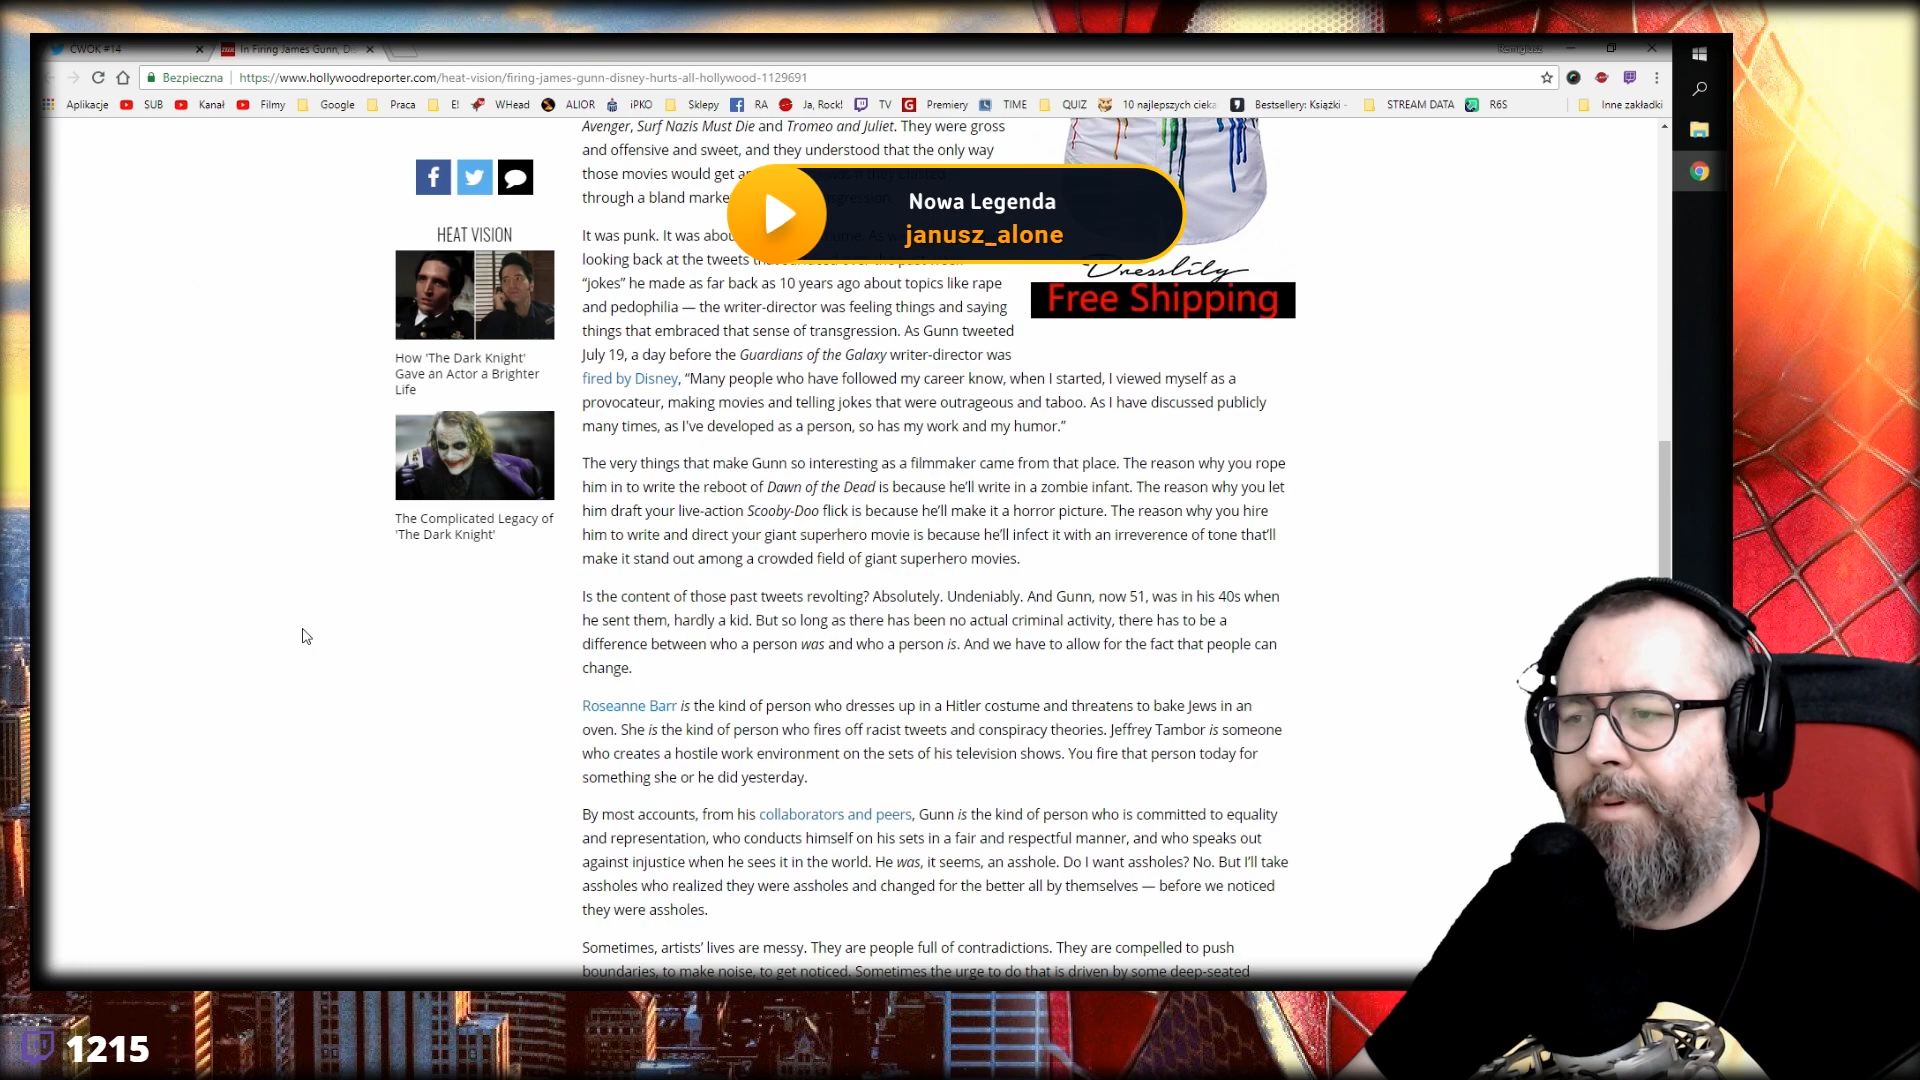 CWOK #14
In Firing James Gunn, Di
Remigiusz
Bezpieczna
https://www.hollywoodreporter.com/heat-vision/firing-james-gunn-disney-hurts-all-hollywood-1129691
Aplikacje SUB Kanał Filmy Google Praca E! WHead ALIOR iPKO Sklepy RA Ja, Rock! TV Premiery TIME QUIZ 10 najlepszych cieka Bestsellery: Książki - STREAM DATA R6S Inne zakładki
Avenger, Surf Nazis Must Die and Tromeo and Juliet. They were gross
and offensive and sweet, and they understood that the only way
those movies would get
through a bland
Nowa Legenda
janusz_alone
It was punk. It was
looking back at the tweets
“jokes” he made as far back as 10 years ago about topics like rape
and pedophilia — the writer-director was feeling things and saying
things that embraced that sense of transgression. As Gunn tweeted
July 19, a day before the Guardians of the Galaxy writer-director was
fired by Disney, “Many people who have followed my career know, when I started, I viewed myself as a
provocateur, making movies and telling jokes that were outrageous and taboo. As I have discussed publicly
many times, as I've developed as a person, so has my work and my humor.”
Dresslily
Free Shipping
HEAT VISION
How 'The Dark Knight'
Gave an Actor a Brighter
Life
The Complicated Legacy of
'The Dark Knight'
The very things that make Gunn so interesting as a filmmaker came from that place. The reason why you rope
him in to write the reboot of Dawn of the Dead is because he’ll write in a zombie infant. The reason why you let
him draft your live-action Scooby-Doo flick is because he’ll make it a horror picture. The reason why you hire
him to write and direct your giant superhero movie is because he’ll infect it with an irreverence of tone that’ll
make it stand out among a crowded field of giant superhero movies.
Is the content of those past tweets revolting? Absolutely. Undeniably. And Gunn, now 51, was in his 40s when
he sent them, hardly a kid. But so long as there has been no actual criminal activity, there has to be a
difference between who a person was and who a person is. And we have to allow for the fact that people can
change.
Roseanne Barr is the kind of person who dresses up in a Hitler costume and threatens to bake Jews in an
oven. She is the kind of person who fires off racist tweets and conspiracy theories. Jeffrey Tambor is someone
who creates a hostile work environment on the sets of his television shows. You fire that person today for
something she or he did yesterday.
By most accounts, from his collaborators and peers, Gunn is the kind of person who is committed to equality
and representation, who conducts himself on his sets in a fair and respectful manner, and who speaks out
against injustice when he sees it in the world. He was, it seems, an asshole. Do I want assholes? No. But I’ll take
assholes who realized they were assholes and changed for the better all by themselves — before we noticed
they were assholes.
Sometimes, artists’ lives are messy. They are people full of contradictions. They are compelled to push
boundaries, to make noise, to get noticed. Sometimes the urge to do that is driven by some deep-seated
1215